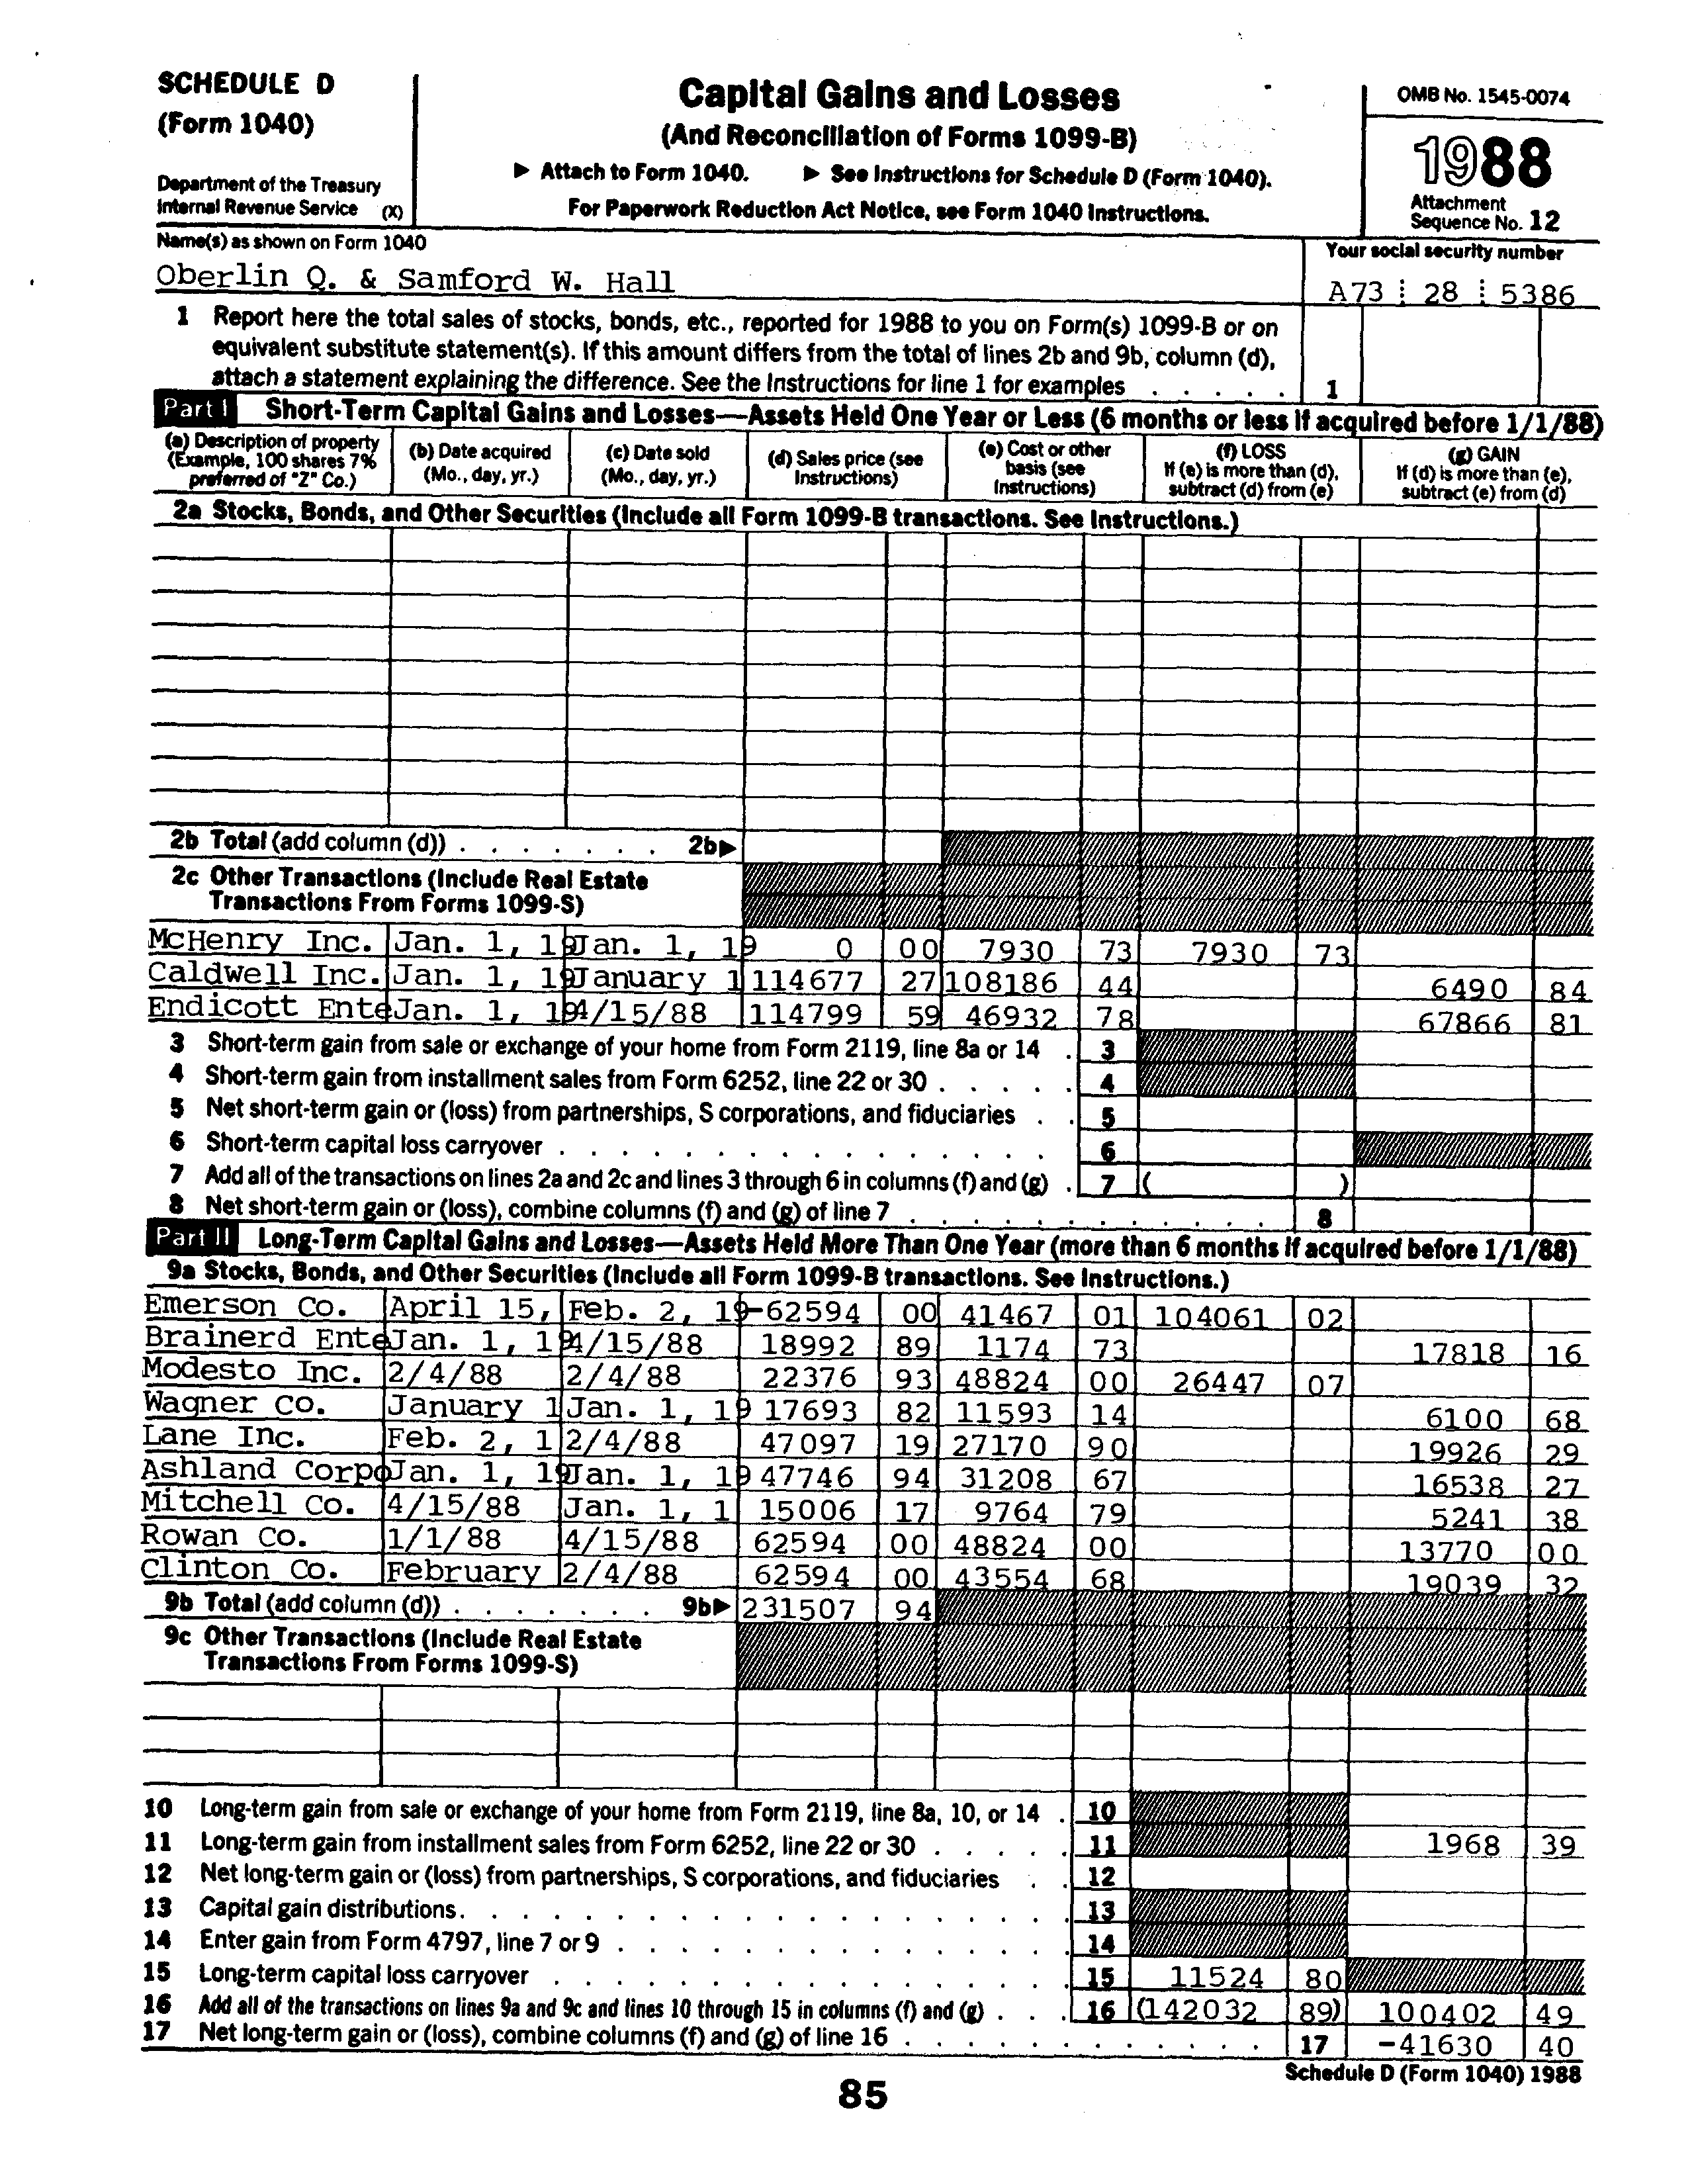 SCHEDULE D
(Form 1040)
Department of the Treasury
Internal Revenue Service (X)
Capital Gains and Losses
(And Reconciliation of Forms 1099-B)
▶ Attach to Form 1040. ▶ See Instructions for Schedule D (Form 1040).
For Paperwork Reduction Act Notice, see Form 1040 Instructions.
OMB No. 1545-0074
1988
Attachment
Sequence No. 12
Name(s) as shown on Form 1040
Oberlin Q. & Samford W. Hall
Your social security number
A73 28 5386
1 Report here the total sales of stocks, bonds, etc., reported for 1988 to you on Form(s) 1099-B or on
equivalent substitute statement(s). If this amount differs from the total of lines 2b and 9b, column (d),
attach a statement explaining the difference. See the Instructions for line 1 for examples . . . . . 1
Part I Short-Term Capital Gains and Losses—Assets Held One Year or Less (6 months or less if acquired before 1/1/88)
(a) Description of property
(Example, 100 shares 7%
preferred of "Z" Co.)
(b) Date acquired
(Mo., day, yr.)
(c) Date sold
(Mo., day, yr.)
(d) Sales price (see
Instructions)
(e) Cost or other
basis (see
Instructions)
(f) LOSS
If (e) is more than (d),
subtract (d) from (e)
(g) GAIN
If (d) is more than (e),
subtract (e) from (d)
2a Stocks, Bonds, and Other Securities (Include all Form 1099-B transactions. See Instructions.)
2b Total (add column (d)) . . . . . . . 2b▶
2c Other Transactions (Include Real Estate
Transactions From Forms 1099-S)
McHenry Inc. Jan. 1, 19 Jan. 1, 19 0 00 7930 73 7930 73
Caldwell Inc. Jan. 1, 19 January 1 114677 27 108186 44 6490 84
Endicott Ente Jan. 1, 19 4/15/88 114799 59 46932 78 67866 81
3 Short-term gain from sale or exchange of your home from Form 2119, line 8a or 14 . 3
4 Short-term gain from installment sales from Form 6252, line 22 or 30 . . . . . 4
5 Net short-term gain or (loss) from partnerships, S corporations, and fiduciaries . . 5
6 Short-term capital loss carryover . . . . . . . . . . . . . . . . 6
7 Add all of the transactions on lines 2a and 2c and lines 3 through 6 in columns (f) and (g) . 7 ( )
8 Net short-term gain or (loss), combine columns (f) and (g) of line 7 . . . . . . . . . . . 8
Part II Long-Term Capital Gains and Losses—Assets Held More Than One Year (more than 6 months if acquired before 1/1/88)
9a Stocks, Bonds, and Other Securities (Include all Form 1099-B transactions. See Instructions.)
Emerson Co. April 15, Feb. 2, 19 -62594 00 41467 01 104061 02
Brainerd Ente Jan. 1, 19 4/15/88 18992 89 1174 73 17818 16
Modesto Inc. 2/4/88 2/4/88 22376 93 48824 00 26447 07
Wagner Co. January 1 Jan. 1, 19 17693 82 11593 14 6100 68
Lane Inc. Feb. 2, 1 2/4/88 47097 19 27170 90 19926 29
Ashland Corpo Jan. 1, 19 Jan. 1, 19 47746 94 31208 67 16538 27
Mitchell Co. 4/15/88 Jan. 1, 1 15006 17 9764 79 5241 38
Rowan Co. 1/1/88 4/15/88 62594 00 48824 00 13770 00
Clinton Co. February 2/4/88 62594 00 43554 68 19039 32
9b Total (add column (d)) . . . . . . . 9b▶ 231507 94
9c Other Transactions (Include Real Estate
Transactions From Forms 1099-S)
10 Long-term gain from sale or exchange of your home from Form 2119, line 8a, 10, or 14 . 10
11 Long-term gain from installment sales from Form 6252, line 22 or 30 . . . . . 11 1968 39
12 Net long-term gain or (loss) from partnerships, S corporations, and fiduciaries . . 12
13 Capital gain distributions. . . . . . . . . . . . . . . . . . . 13
14 Enter gain from Form 4797, line 7 or 9 . . . . . . . . . . . . . . 14
15 Long-term capital loss carryover . . . . . . . . . . . . . . . . 15 11524 80
16 Add all of the transactions on lines 9a and 9c and lines 10 through 15 in columns (f) and (g) . . . 16 (142032 89) 100402 49
17 Net long-term gain or (loss), combine columns (f) and (g) of line 16 . . . . . . . . . . . 17 -41630 40
Schedule D (Form 1040) 1988
85